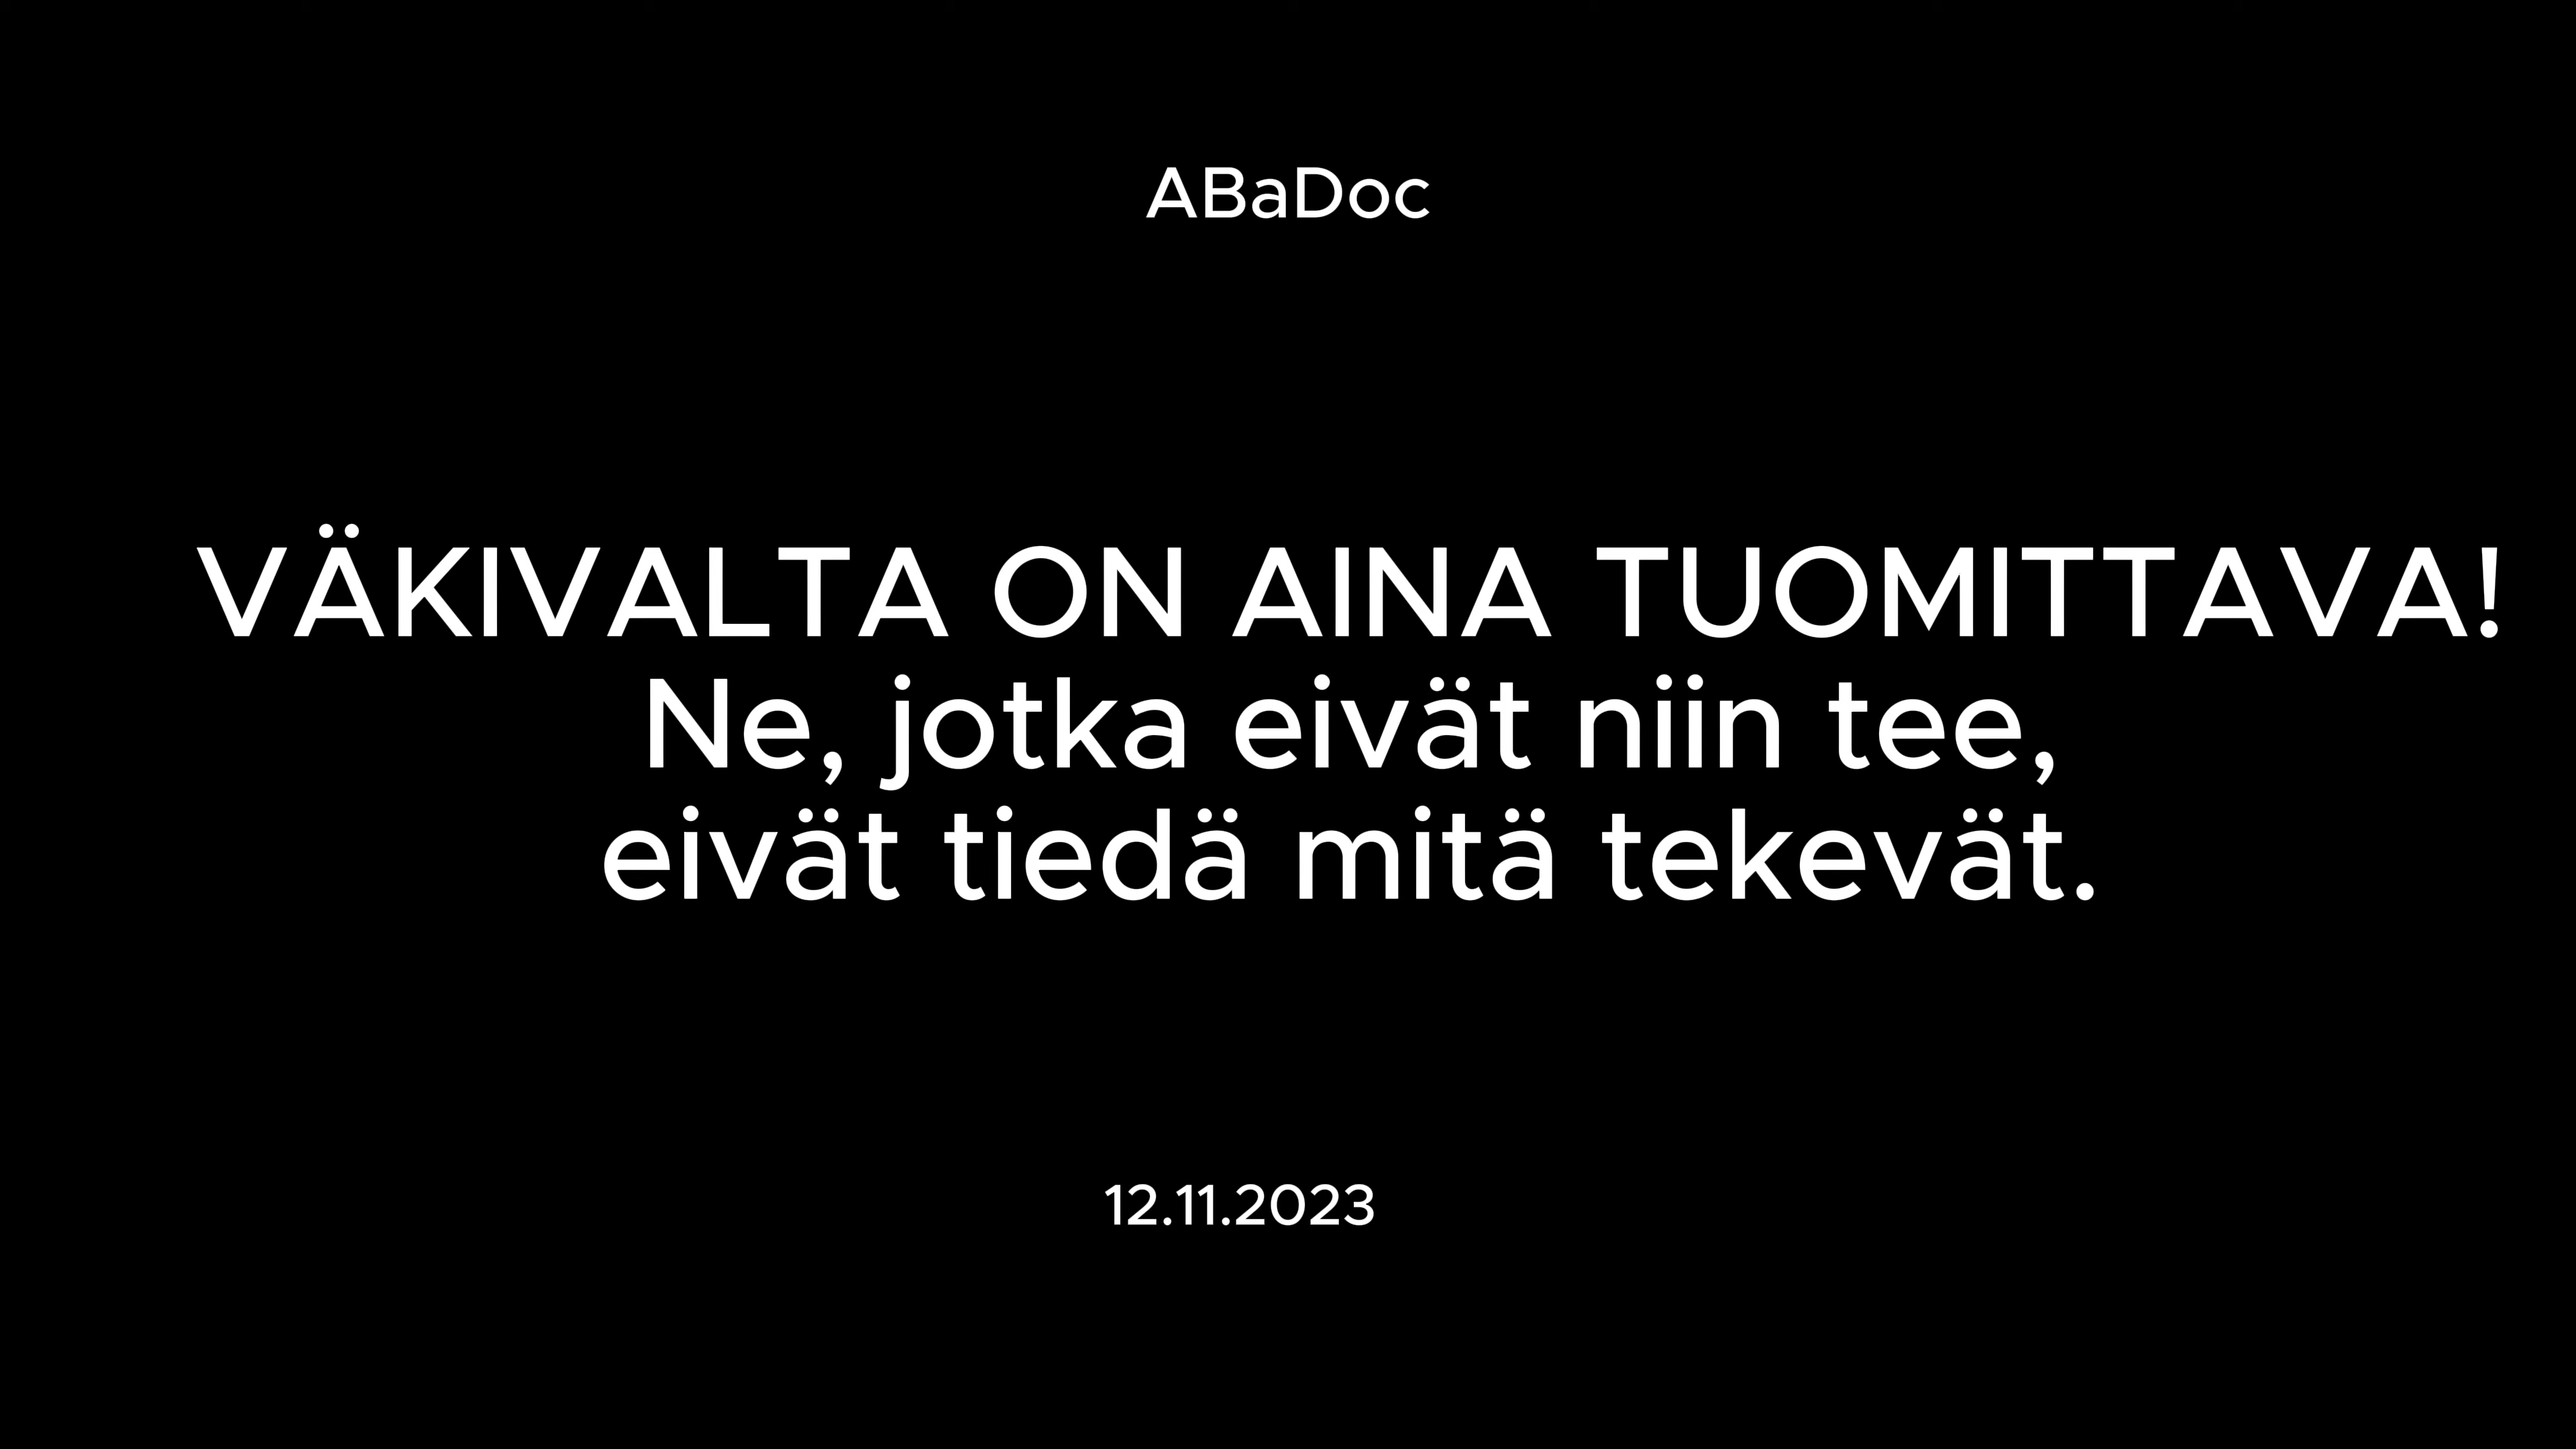 ABaDoc
VÄKIVALTA ON AINA TUOMITTAVA!
Ne, jotka eivät niin tee,
eivät tiedä mitä tekevät.
12.11.2023